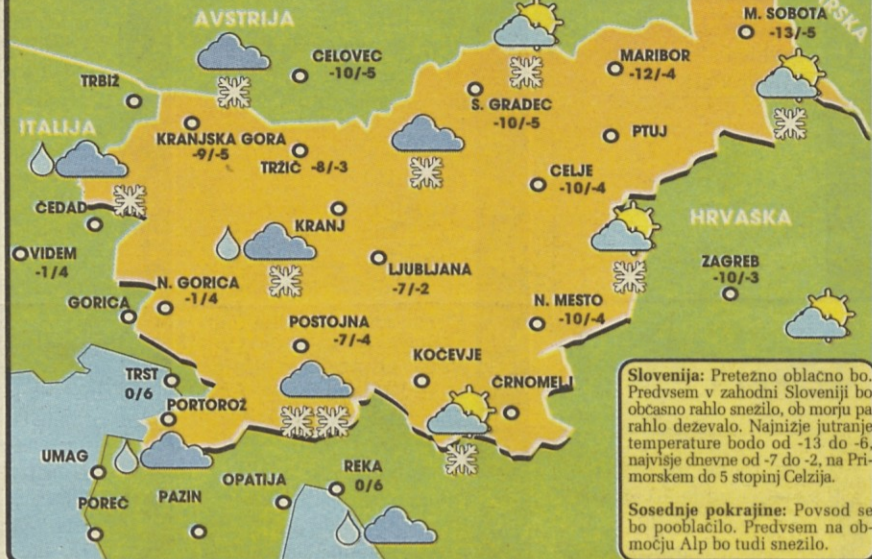 AVSTRIJA
M. SOBOTA
-13/-5
RSKA
CELOVEC
-10/-5
MARIBOR
-12/-4
TRBIŽ
S. GRADEC
-10/-5
ITALIJA
KRANJSKA GORA
-9/-5
TRŽIČ -8/-3
PTUJ
CELJE
-10/-4
ČEDAD
KRANJ
HRVAŠKA
VIDEM
-1/4
LJUBLJANA
-7/-2
ZAGREB
-10/-3
N. GORICA
-1/4
GORICA
N. MESTO
-10/-4
POSTOJNA
-7/-4
KOČEVJE
TRST
0/6
ČRNOMELJ
PORTOROŽ
UMAG
OPATIJA
REKA
0/6
POREČ
PAZIN
Slovenija: Pretežno oblačno bo.
Predvsem v zahodni Sloveniji bo
občasno rahlo snežilo, ob morju pa
rahlo deževalo. Najnižje jutranje
temperature bodo od -13 do -6,
najvišje dnevne od -7 do -2, na Pri-
morskem do 5 stopinj Celzija.
Sosednje pokrajine: Povsod se
bo pooblačilo. Predvsem na ob-
močju Alp bo tudi snežilo.